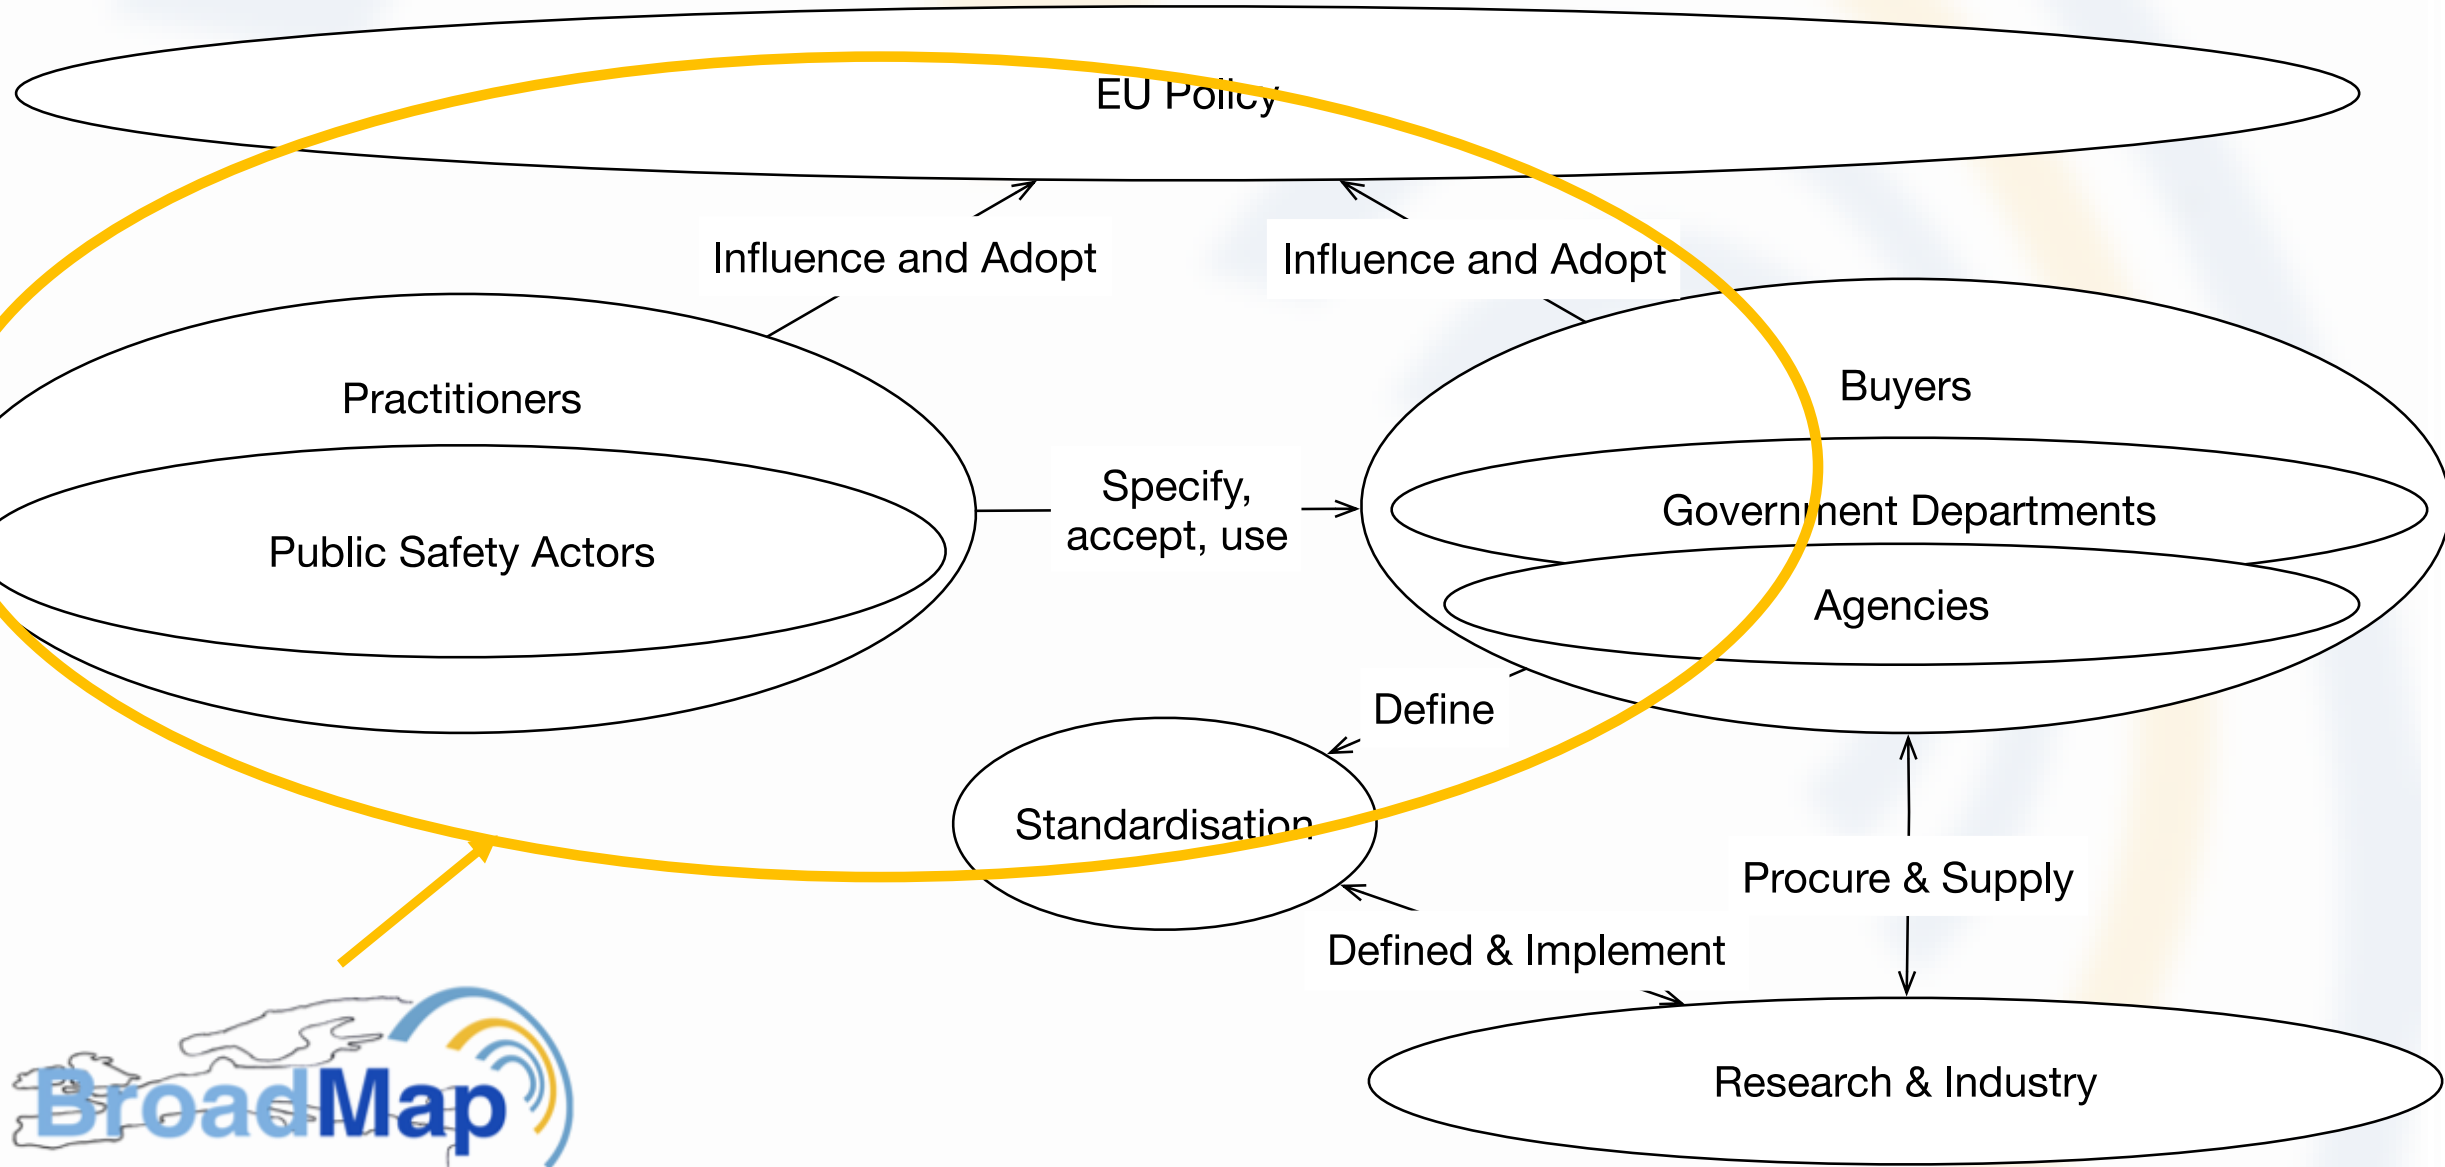 EU Policy
Influence and Adopt
Influence and Adopt
Practitioners
Buyers
Public Safety Actors
Specify,
accept, use
Government Departments
Agencies
Define
Standardisation
Procure & Supply
Defined & Implement
Research & Industry
BroadMap